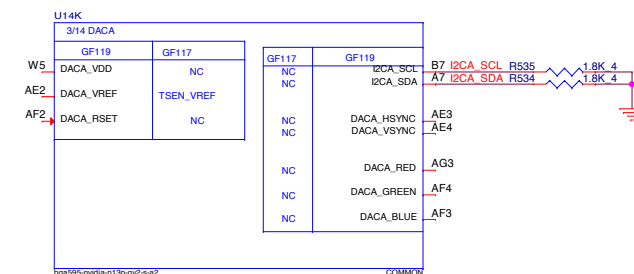 U14K
3/14 DACA
GF119 GF117
W5 DACA_VDD NC
AE2 DACA_VREF TSEN_VREF
AF2 DACA_RSET NC
GF117 GF119
NC I2CA_SCL B7 I2CA_SCL R535 1.8K_4
NC I2CA_SDA A7 I2CA_SDA R534 1.8K_4
NC DACA_HSYNC AE3
NC DACA_VSYNC AE4
NC DACA_RED AG3
NC DACA_GREEN AF4
NC DACA_BLUE AF3
bga595-nvidia-n13p-gv2-s-a2 COMMON